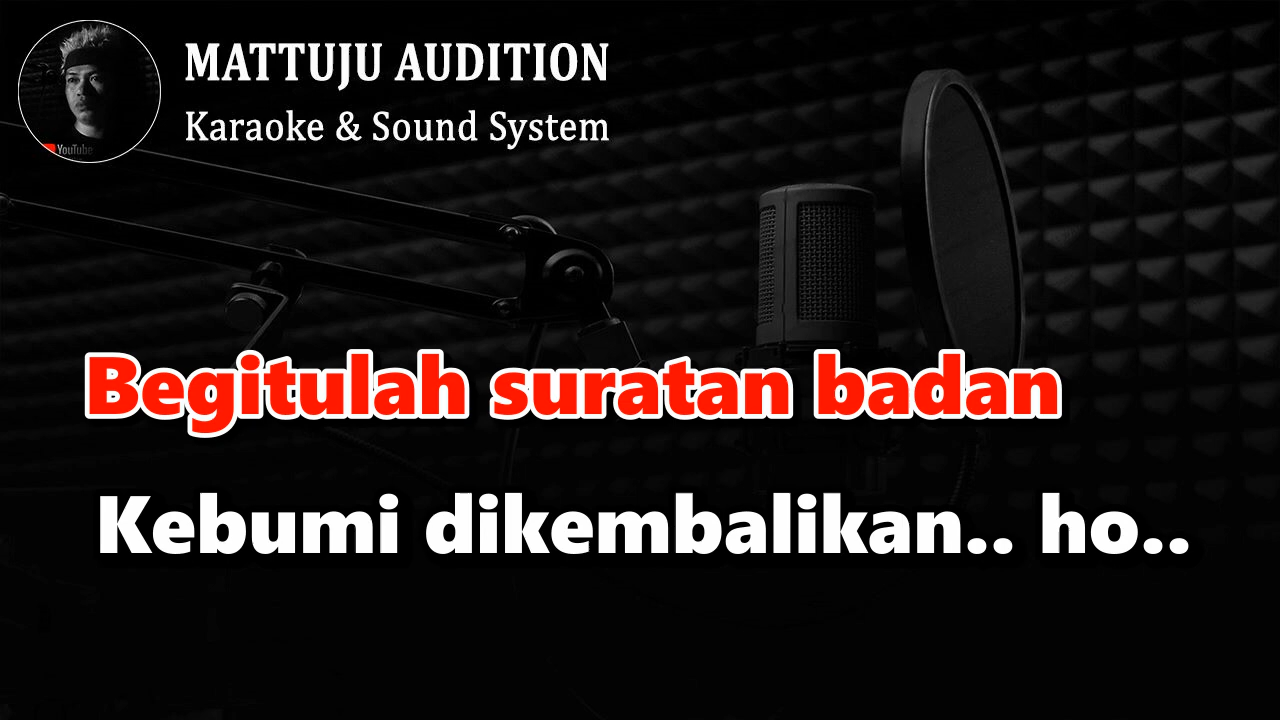 MATTUJU AUDITION
Karaoke & Sound System
YouTube
Begitulah suratan badan
Kebumi dikembalikan.. ho..